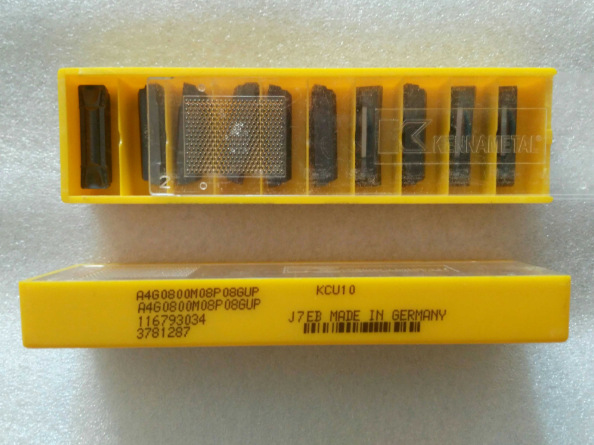 KENNAMETAL
2
A4G0800M08P08GUP KCU10
A4G0800M08P08GUP
116793034 J7EB MADE IN GERMANY
3781287